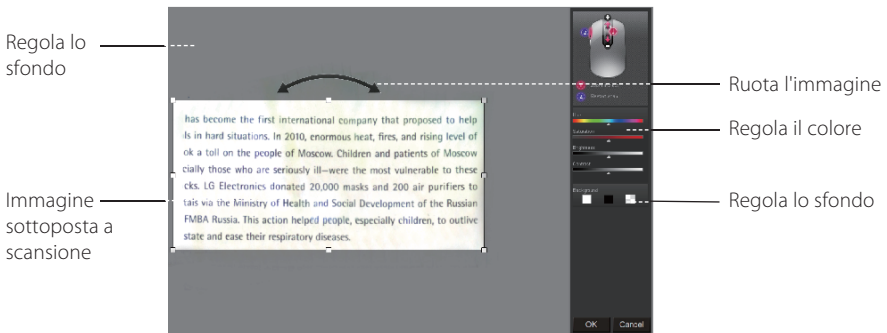 Regola lo
sfondo
Immagine
sottoposta a
scansione
has become the first international company that proposed to help
ls in hard situations. In 2010, enormous heat, fires, and rising level of
ok a toll on the people of Moscow. Children and patients of Moscow
cially those who are seriously ill—were the most vulnerable to these
cks. LG Electronics donated 20,000 masks and 200 air purifiers to
tais via the Ministry of Health and Social Development of the Russian
FMBA Russia. This action helped people, especially children, to outlive
state and ease their respiratory diseases.
Saturation
Brightness
Contrast
Background
OK Cancel
Ruota l'immagine
Regola il colore
Regola lo sfondo